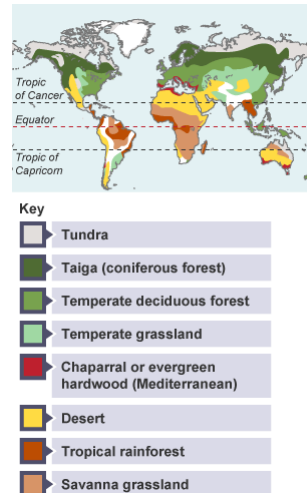 Tropic
of Cancer
Equator
Tropic of
Capricorn
Key
Tundra
Taiga (coniferous forest)
Temperate deciduous forest
Temperate grassland
Chaparral or evergreen
hardwood (Mediterranean)
Desert
Tropical rainforest
Savanna grassland